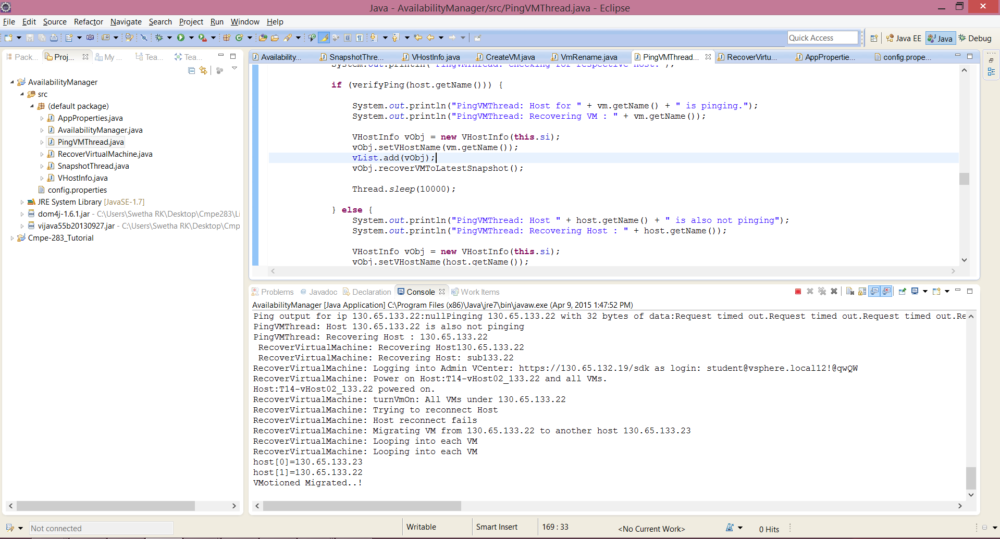 Java - AvailabilityManager/src/PingVMThread.java - Eclipse
File Edit Source Refactor Navigate Search Project Run Window Help
Quick Access Java EE Java Debug
Pack... Proj... My ... Tea... Tea...
AvailabilityManager
src
(default package)
AppProperties.java
AvailabilityManager.java
PingVMThread.java
RecoverVirtualMachine.java
SnapshotThread.java
VHostInfo.java
config.properties
JRE System Library [JavaSE-1.7]
dom4j-1.6.1.jar - C:\Users\Swetha RK\Desktop\Cmpe283\Li
vijava55b20130927.jar - C:\Users\Swetha RK\Desktop\Cmp
Cmpe-283_Tutorial
Availability... SnapshotThre... VHostInfo.java CreateVM.java VmRename.java PingVMThread... RecoverVirtu... AppPropertie... config.prope...
System.out.println("PingVMThread: Checking for respective host.");
if (verifyPing(host.getName())) {
System.out.println("PingVMThread: Host for " + vm.getName() + " is pinging.");
System.out.println("PingVMThread: Recovering VM : " + vm.getName());
VHostInfo vObj = new VHostInfo(this.si);
vObj.setVHostName(vm.getName());
vList.add(vObj);
vObj.recoverVMToLatestSnapshot();
Thread.sleep(10000);
} else {
System.out.println("PingVMThread: Host " + host.getName() + " is also not pinging");
System.out.println("PingVMThread: Recovering Host : " + host.getName());
VHostInfo vObj = new VHostInfo(this.si);
vObj.setVHostName(host.getName());
Problems Javadoc Declaration Console Work Items
AvailabilityManager [Java Application] C:\Program Files (x86)\Java\jre7\bin\javaw.exe (Apr 9, 2015 1:47:52 PM)
Ping output for ip 130.65.133.22:nullPinging 130.65.133.22 with 32 bytes of data:Request timed out.Request timed out.Request timed out.Re
PingVMThread: Host 130.65.133.22 is also not pinging
PingVMThread: Recovering Host : 130.65.133.22
RecoverVirtualMachine: Recovering Host130.65.133.22
RecoverVirtualMachine: Recovering Host: sub133.22
RecoverVirtualMachine: Logging into Admin VCenter: https://130.65.132.19/sdk as login: student@vsphere.local12!@qwQW
RecoverVirtualMachine: Power on Host:T14-vHost02_133.22 and all VMs.
Host:T14-vHost02_133.22 powered on.
RecoverVirtualMachine: turnVmOn: All VMs under 130.65.133.22
RecoverVirtualMachine: Trying to reconnect Host
RecoverVirtualMachine: Host reconnect fails
RecoverVirtualMachine: Migrating VM from 130.65.133.22 to another host 130.65.133.23
RecoverVirtualMachine: Looping into each VM
RecoverVirtualMachine: Looping into each VM
host[0]=130.65.133.23
host[1]=130.65.133.22
VMotioned Migrated..!
Not connected Writable Smart Insert 169 : 33 <No Current Work> 0 Hits